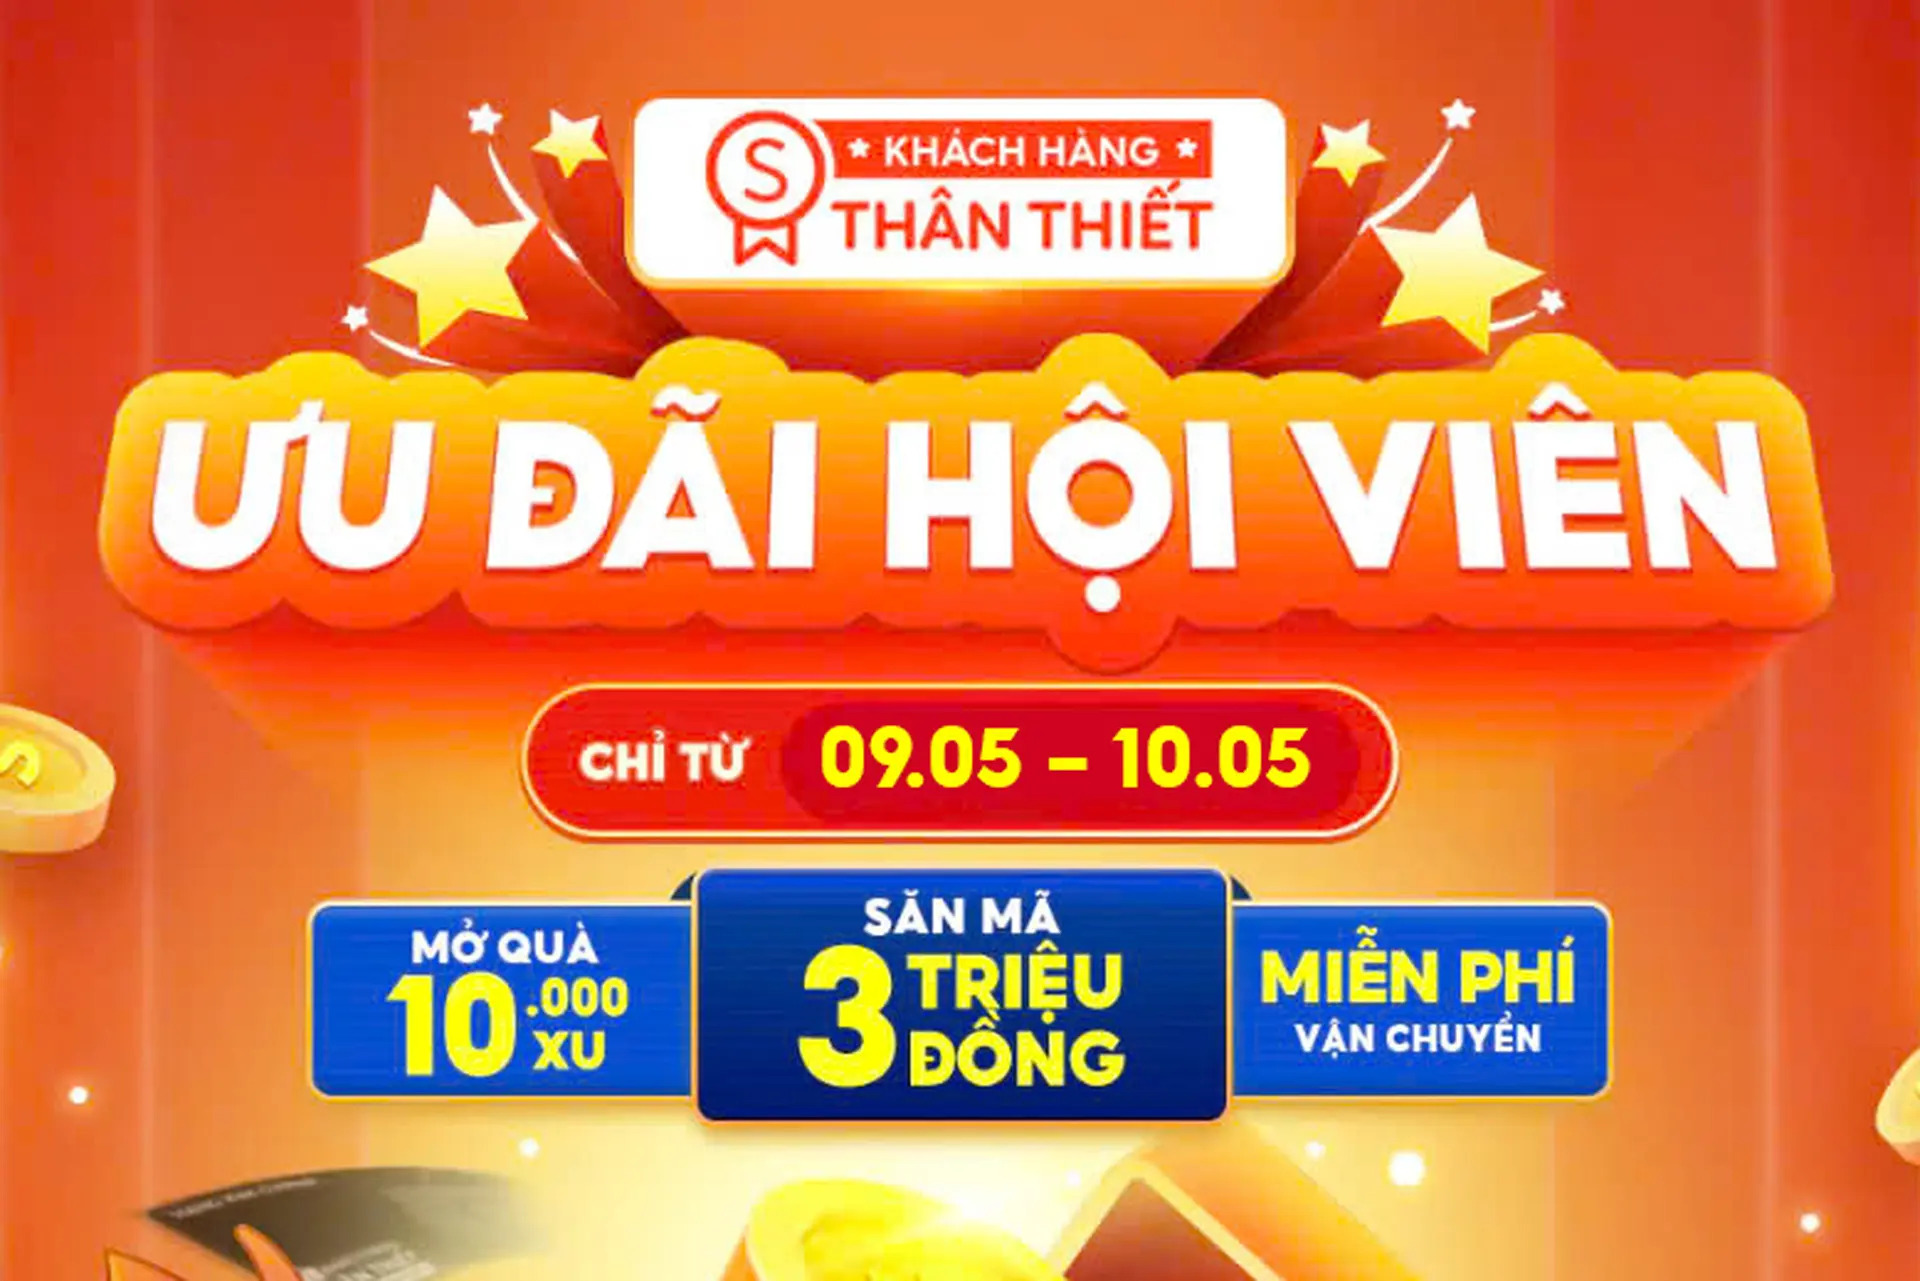 S
KHÁCH HÀNG
THÂN THIẾT
ƯU ĐÃI HỘI VIÊN
CHỈ TỪ 09.05 – 10.05
MỞ QUÀ
10.000
XU
SĂN MÃ
3 TRIỆU
ĐỒNG
MIỄN PHÍ
VẬN CHUYỂN